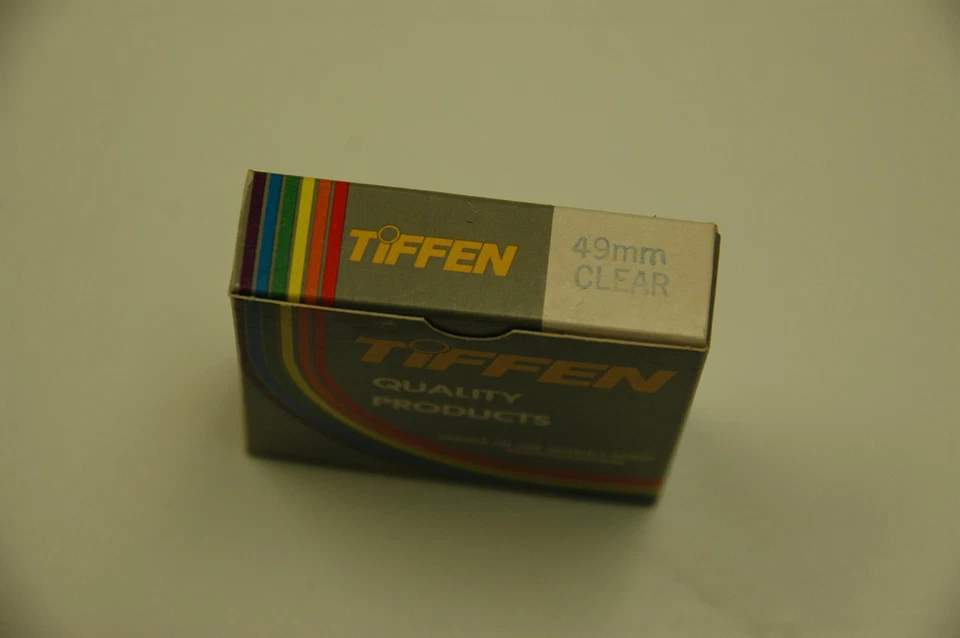 TiFFEN
49mm
CLEAR
TiFFEN
QUALITY
PRODUCTS